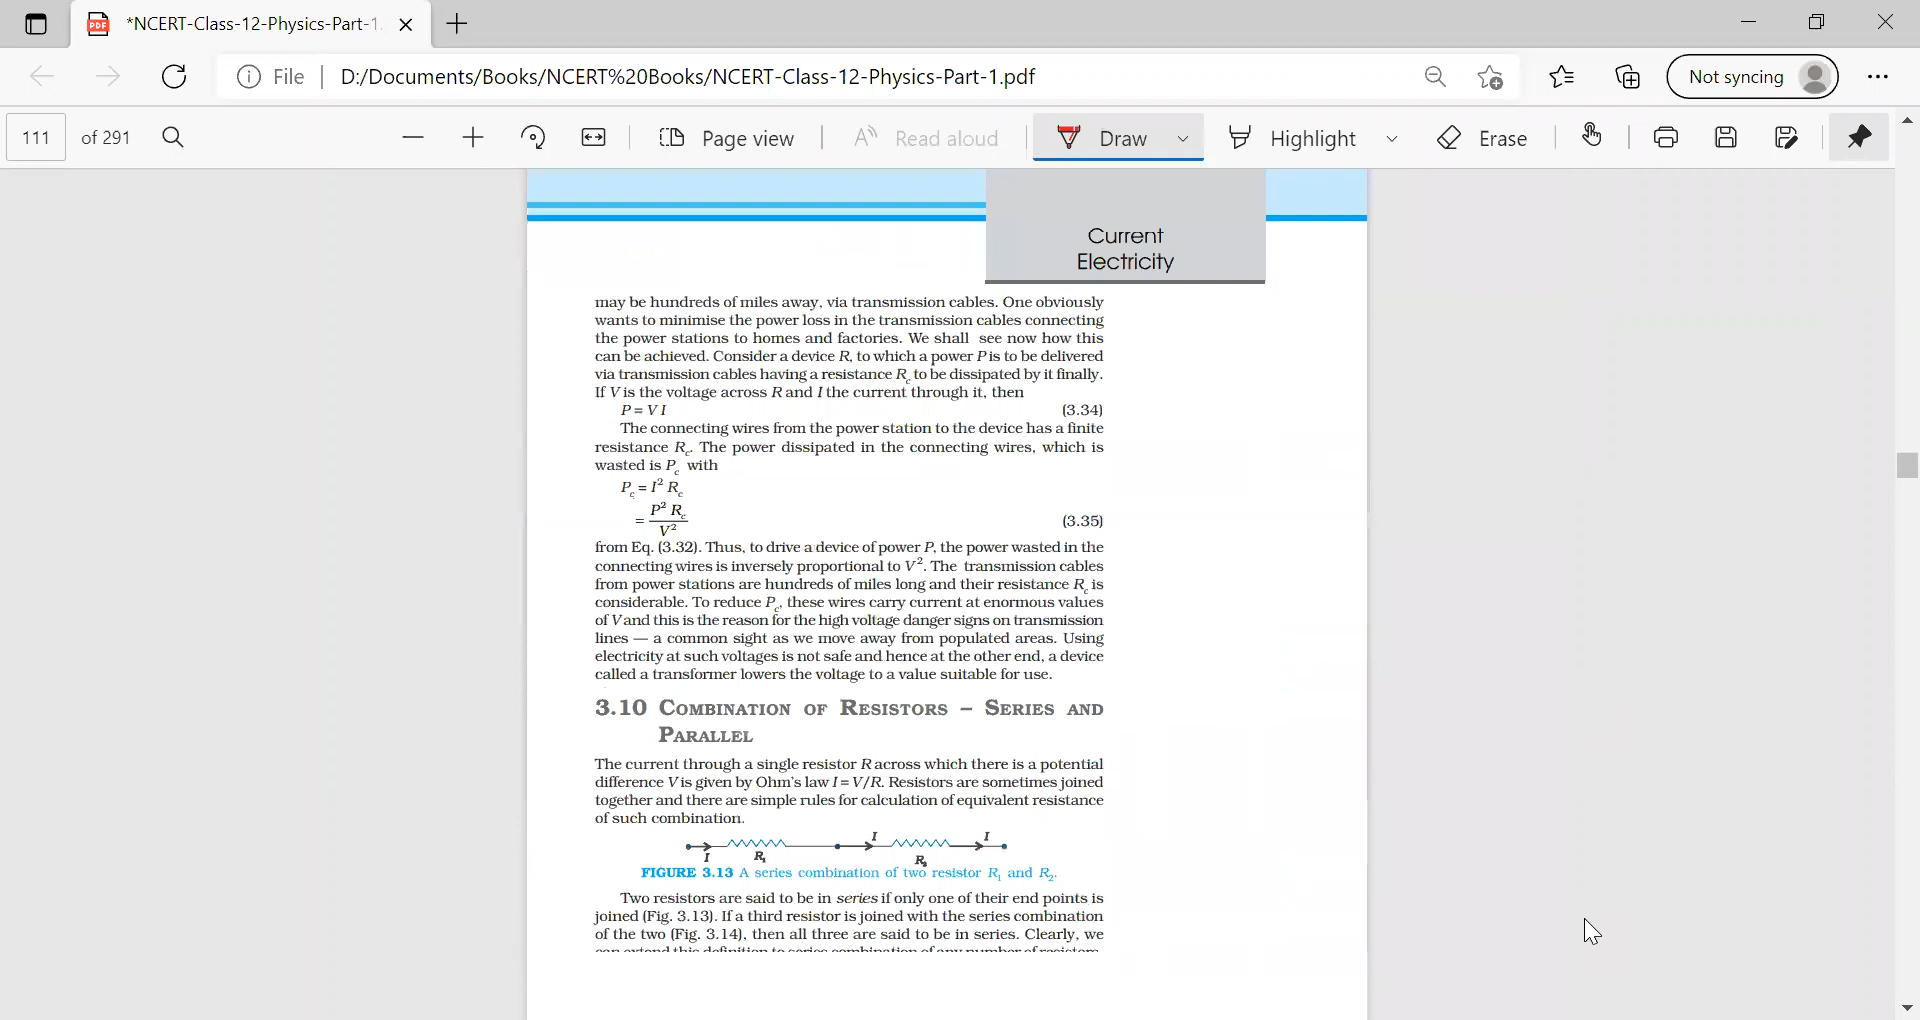 *NCERT-Class-12-Physics-Part-1.
File
D:/Documents/Books/NCERT%20Books/NCERT-Class-12-Physics-Part-1.pdf
Not syncing
111 of 291
Page view
Read aloud
Draw
Highlight
Erase
Current
Electricity
may be hundreds of miles away, via transmission cables. One obviously
wants to minimise the power loss in the transmission cables connecting
the power stations to homes and factories. We shall see now how this
can be achieved. Consider a device R, to which a power P is to be delivered
via transmission cables having a resistance R_c to be dissipated by it finally.
If V is the voltage across R and I the current through it, then
P = V I (3.34)
The connecting wires from the power station to the device has a finite
resistance R_c. The power dissipated in the connecting wires, which is
wasted is P_c with
P_c = I² R_c
= P² R_c / V² (3.35)
from Eq. (3.32). Thus, to drive a device of power P, the power wasted in the
connecting wires is inversely proportional to V². The transmission cables
from power stations are hundreds of miles long and their resistance R_c is
considerable. To reduce P_c, these wires carry current at enormous values
of V and this is the reason for the high voltage danger signs on transmission
lines — a common sight as we move away from populated areas. Using
electricity at such voltages is not safe and hence at the other end, a device
called a transformer lowers the voltage to a value suitable for use.
3.10 COMBINATION OF RESISTORS – SERIES AND
PARALLEL
The current through a single resistor R across which there is a potential
difference V is given by Ohm's law I = V/R. Resistors are sometimes joined
together and there are simple rules for calculation of equivalent resistance
of such combination.
I R₁ I R₂ I
FIGURE 3.13 A series combination of two resistor R₁ and R₂.
Two resistors are said to be in series if only one of their end points is
joined (Fig. 3.13). If a third resistor is joined with the series combination
of the two (Fig. 3.14), then all three are said to be in series. Clearly, we
can extend this definition to series combination of any number of resistors.